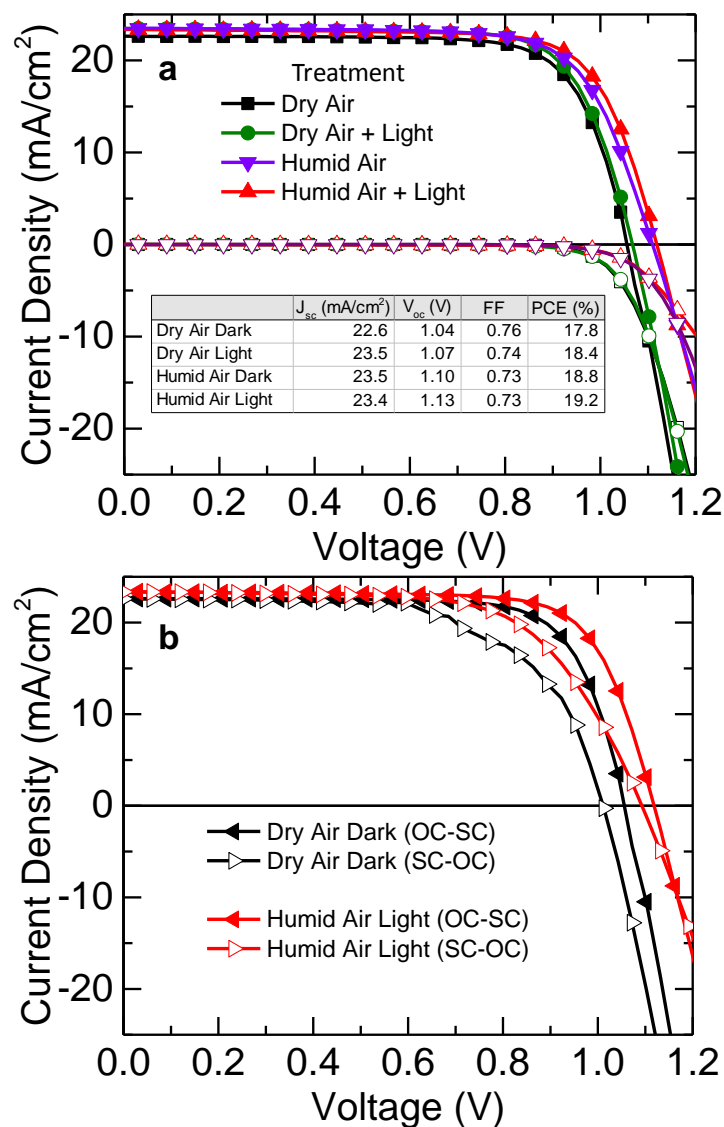 a
Treatment
Dry Air
Dry Air + Light
Humid Air
Humid Air + Light
20
10
0
-10
-20
Current Density (mA/cm²)
Jsc (mA/cm²) Voc (V) FF PCE (%)
Dry Air Dark 22.6 1.04 0.76 17.8
Dry Air Light 23.5 1.07 0.74 18.4
Humid Air Dark 23.5 1.10 0.73 18.8
Humid Air Light 23.4 1.13 0.73 19.2
0.0 0.2 0.4 0.6 0.8 1.0 1.2
Voltage (V)
b
20
10
0
-10
-20
Current Density (mA/cm²)
Dry Air Dark (OC-SC)
Dry Air Dark (SC-OC)
Humid Air Light (OC-SC)
Humid Air Light (SC-OC)
0.0 0.2 0.4 0.6 0.8 1.0 1.2
Voltage (V)